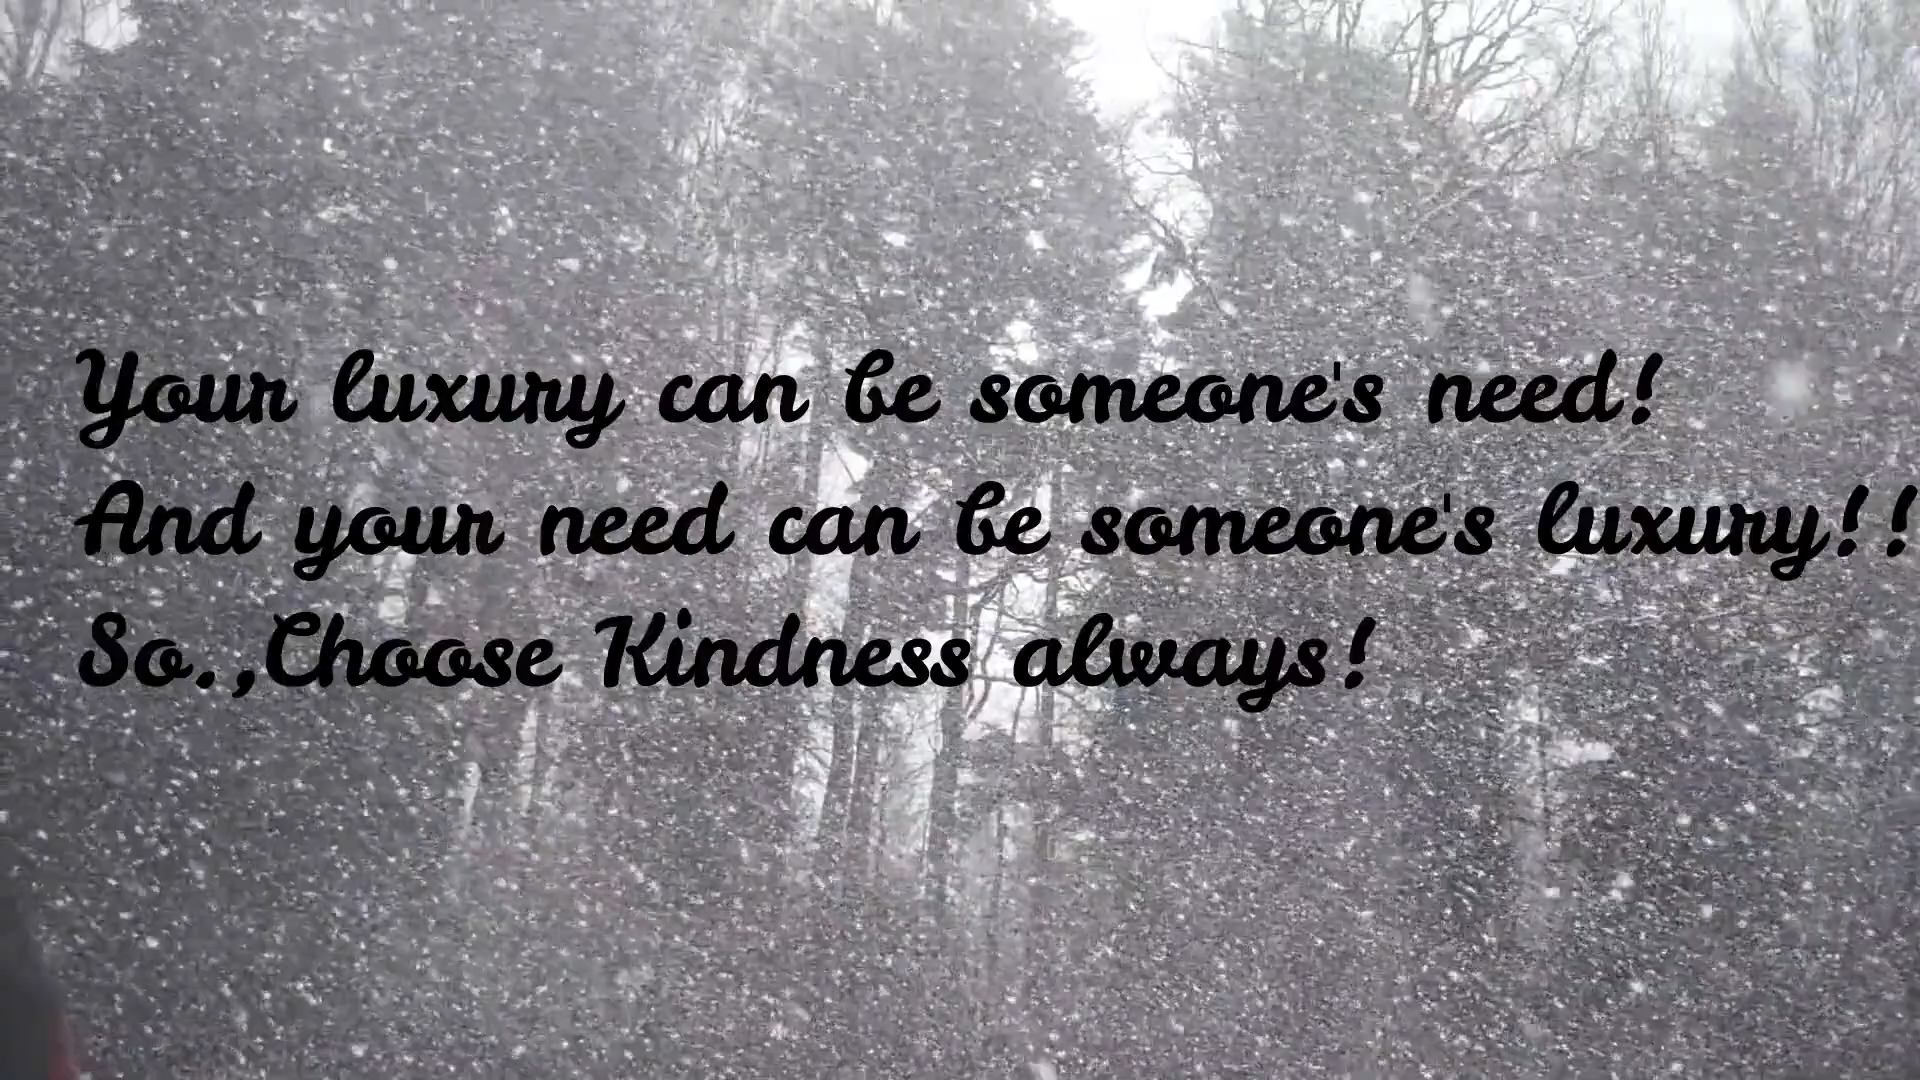 Your luxury can be someone's need!
And your need can be someone's luxury!!
So.,Choose Kindness always!